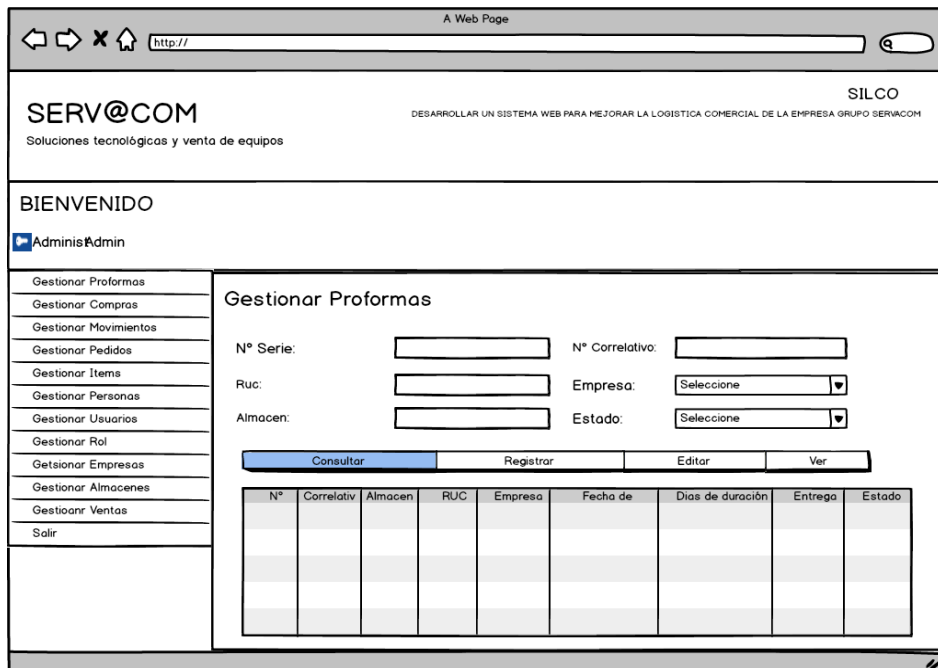 A Web Page
http://
SERV@COM
Soluciones tecnológicas y venta de equipos
SILCO
DESARROLLAR UN SISTEMA WEB PARA MEJORAR LA LOGISTICA COMERCIAL DE LA EMPRESA GRUPO SERVACOM
BIENVENIDO
Administ Admin
Gestionar Proformas
Gestionar Compras
Gestionar Movimientos
Gestionar Pedidos
Gestionar Items
Gestionar Personas
Gestionar Usuarios
Gestionar Rol
Getsionar Empresas
Gestionar Almacenes
Gestioanr Ventas
Salir
Gestionar Proformas
N° Serie:
N° Correlativo:
Ruc:
Empresa: Seleccione
Almacen:
Estado: Seleccione
Consultar Registrar Editar Ver
N° Correlativ Almacen RUC Empresa Fecha de Dias de duración Entrega Estado